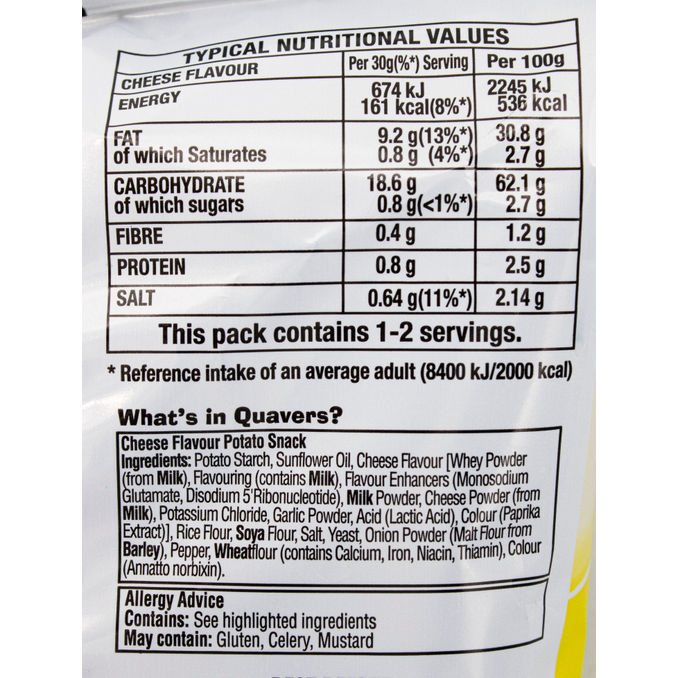 TYPICAL NUTRITIONAL VALUES
CHEESE FLAVOUR Per 30g(%*) Serving Per 100g
ENERGY 674 kJ 2245 kJ
161 kcal(8%*) 536 kcal
FAT 9.2 g(13%*) 30.8 g
of which Saturates 0.8 g (4%*) 2.7 g
CARBOHYDRATE 18.6 g 62.1 g
of which sugars 0.8 g(<1%*) 2.7 g
FIBRE 0.4 g 1.2 g
PROTEIN 0.8 g 2.5 g
SALT 0.64 g(11%*) 2.14 g
This pack contains 1-2 servings.
* Reference intake of an average adult (8400 kJ/2000 kcal)
What's in Quavers?
Cheese Flavour Potato Snack
Ingredients: Potato Starch, Sunflower Oil, Cheese Flavour [Whey Powder
(from Milk), Flavouring (contains Milk), Flavour Enhancers (Monosodium
Glutamate, Disodium 5'Ribonucleotide), Milk Powder, Cheese Powder (from
Milk), Potassium Chloride, Garlic Powder, Acid (Lactic Acid), Colour (Paprika
Extract)], Rice Flour, Soya Flour, Salt, Yeast, Onion Powder (Malt Flour from
Barley), Pepper, Wheatflour (contains Calcium, Iron, Niacin, Thiamin), Colour
(Annatto norbixin).
Allergy Advice
Contains: See highlighted ingredients
May contain: Gluten, Celery, Mustard